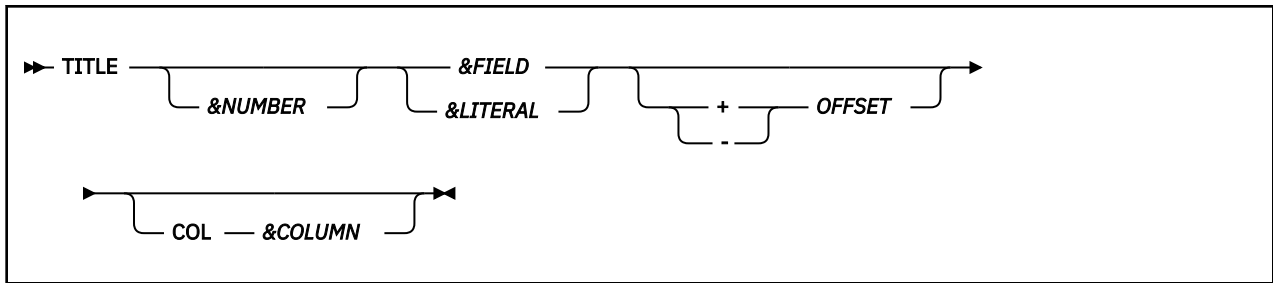 TITLE &FIELD
&NUMBER &LITERAL + OFFSET
-
COL &COLUMN